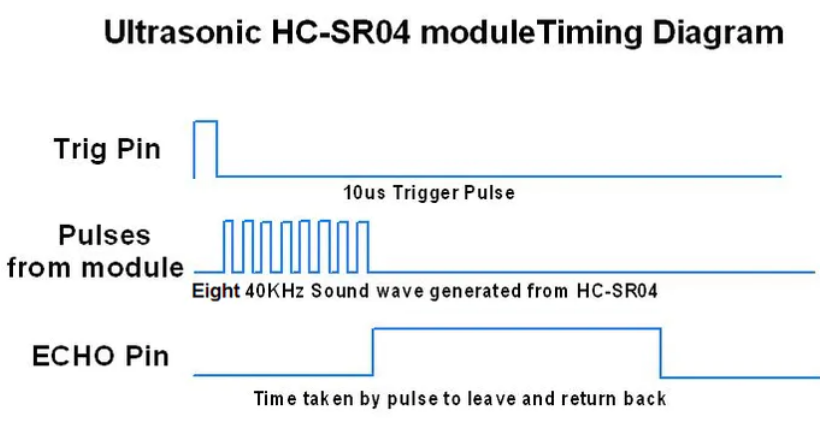 Ultrasonic HC-SR04 moduleTiming Diagram
Trig Pin
10us Trigger Pulse
Pulses
from module
Eight 40KHz Sound wave generated from HC-SR04
ECHO Pin
Time taken by pulse to leave and return back